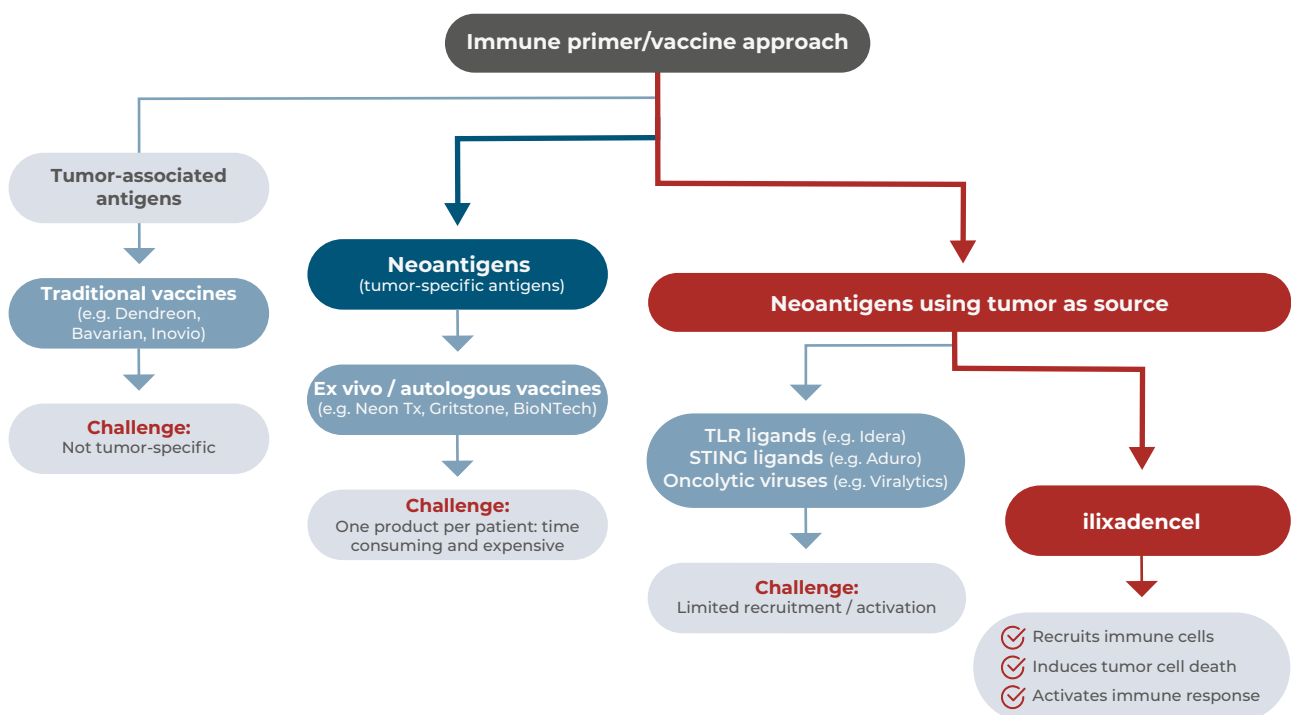 Immune primer/vaccine approach
Tumor-associated
antigens
Traditional vaccines
(e.g. Dendreon,
Bavarian, Inovio)
Challenge:
Not tumor-specific
Neoantigens
(tumor-specific antigens)
Ex vivo / autologous vaccines
(e.g. Neon Tx, Gritstone, BioNTech)
Challenge:
One product per patient: time
consuming and expensive
Neoantigens using tumor as source
TLR ligands (e.g. Idera)
STING ligands (e.g. Aduro)
Oncolytic viruses (e.g. Viralytics)
Challenge:
Limited recruitment / activation
ilixadencel
Recruits immune cells
Induces tumor cell death
Activates immune response